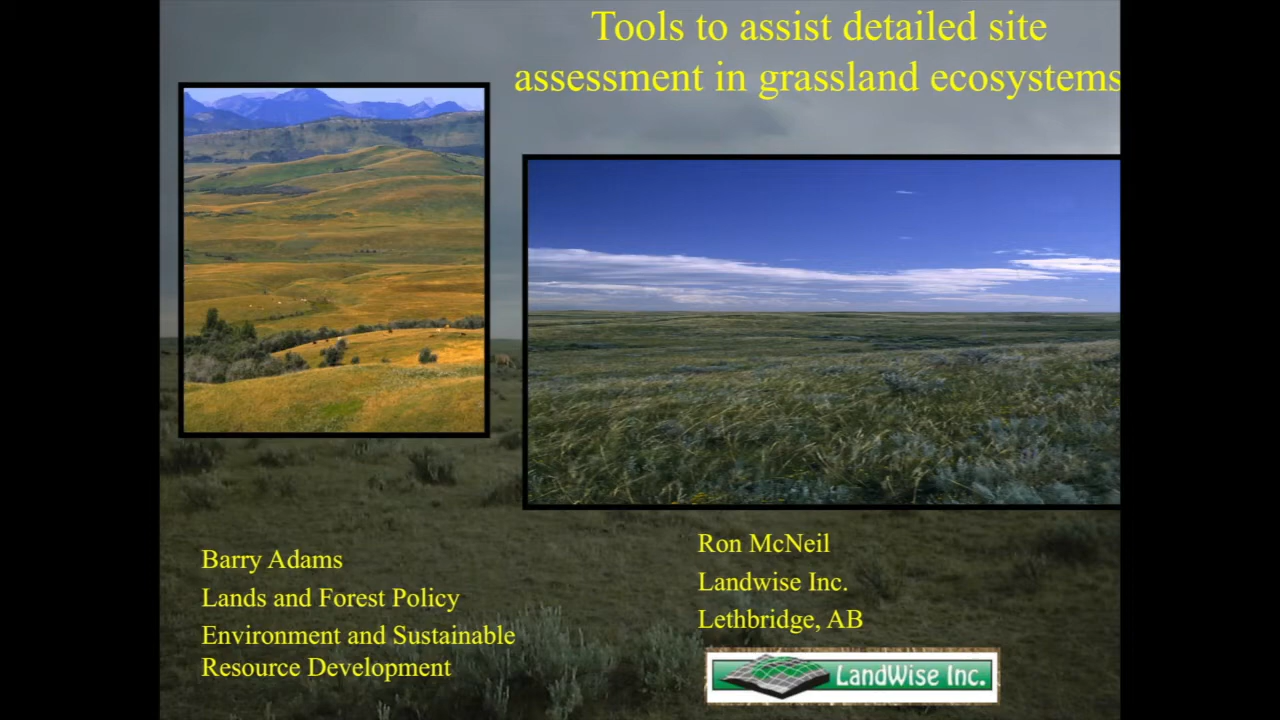 Tools to assist detailed site
assessment in grassland ecosystems
Barry Adams
Lands and Forest Policy
Environment and Sustainable
Resource Development
Ron McNeil
Landwise Inc.
Lethbridge, AB
LandWise Inc.